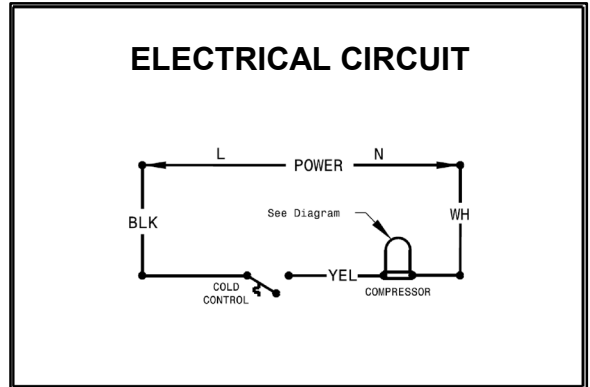 ELECTRICAL CIRCUIT
L
POWER
N
BLK
See Diagram
WH
COLD
CONTROL
YEL
COMPRESSOR